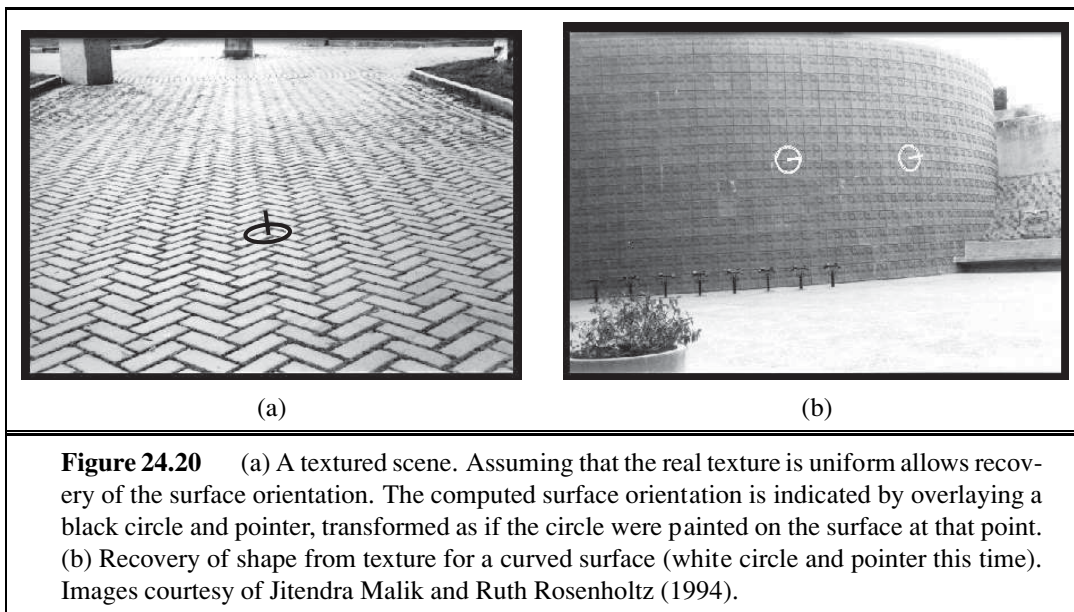 (a)
(b)
Figure 24.20 (a) A textured scene. Assuming that the real texture is uniform allows recov-
ery of the surface orientation. The computed surface orientation is indicated by overlaying a
black circle and pointer, transformed as if the circle were painted on the surface at that point.
(b) Recovery of shape from texture for a curved surface (white circle and pointer this time).
Images courtesy of Jitendra Malik and Ruth Rosenholtz (1994).